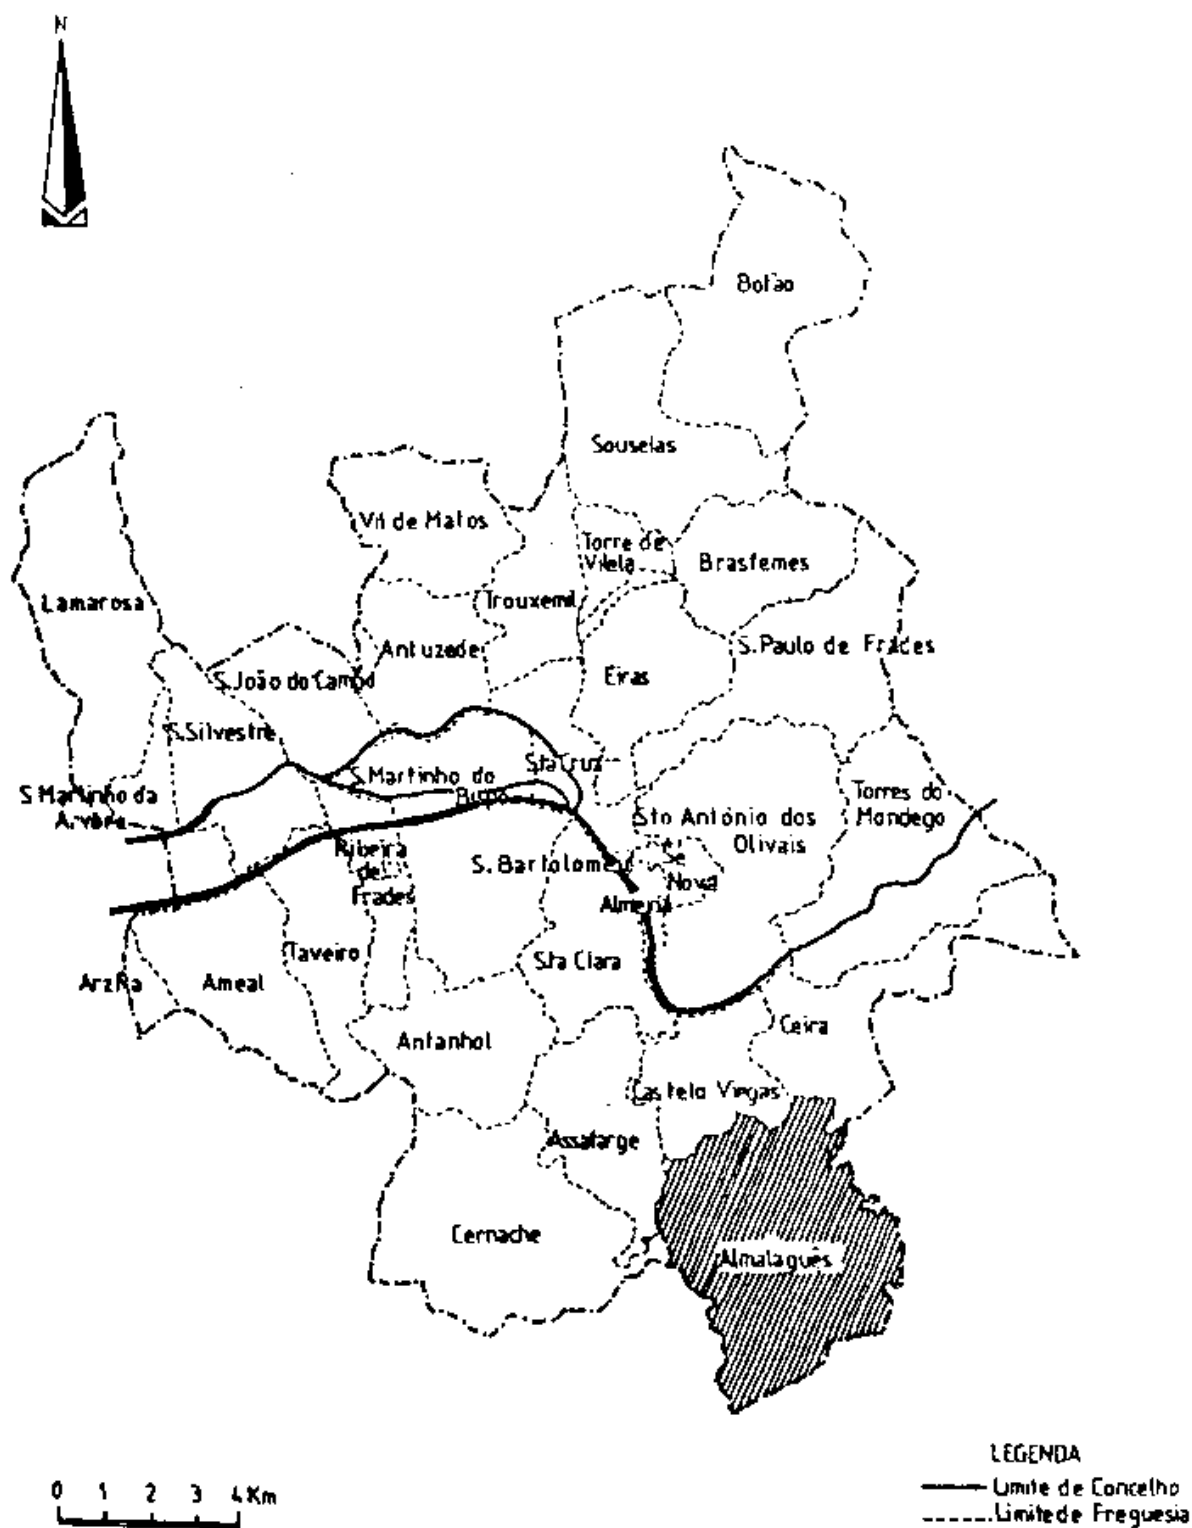 N
Botão
Souselas
Vil de Matos
Torre de
Vilela
Brasfemes
Lamarosa
Trouxemil
Antuzede
S. Paulo de Frades
S. João do Campo
Eiras
S. Silvestre
Sta Cruz
S. Martinho do
Bispo
S. Martinho da
Arvore
Torres do
Mondego
Sto António dos
Olivais
Ribeira
de
Frades
S. Bartolomeu
Sé
Nova
Almedina
Taveiro
Sta Clara
Arzila
Ameal
Antanhol
Ceira
Castelo Viegas
Assafarge
Cernache
Almalaguês
LEGENDA
Limite de Concelho
Limite de Freguesia
0 1 2 3 4 Km